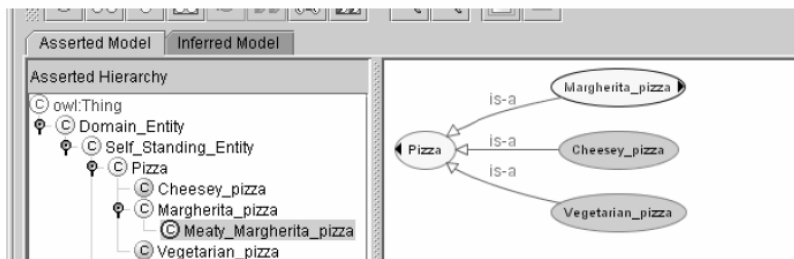 Asserted Model Inferred Model
Asserted Hierarchy
owl:Thing
Domain_Entity
Self_Standing_Entity
Pizza
Cheesey_pizza
Margherita_pizza
Meaty_Margherita_pizza
Vegetarian_pizza
Margherita_pizza
is-a
Pizza
is-a
Cheesey_pizza
is-a
Vegetarian_pizza